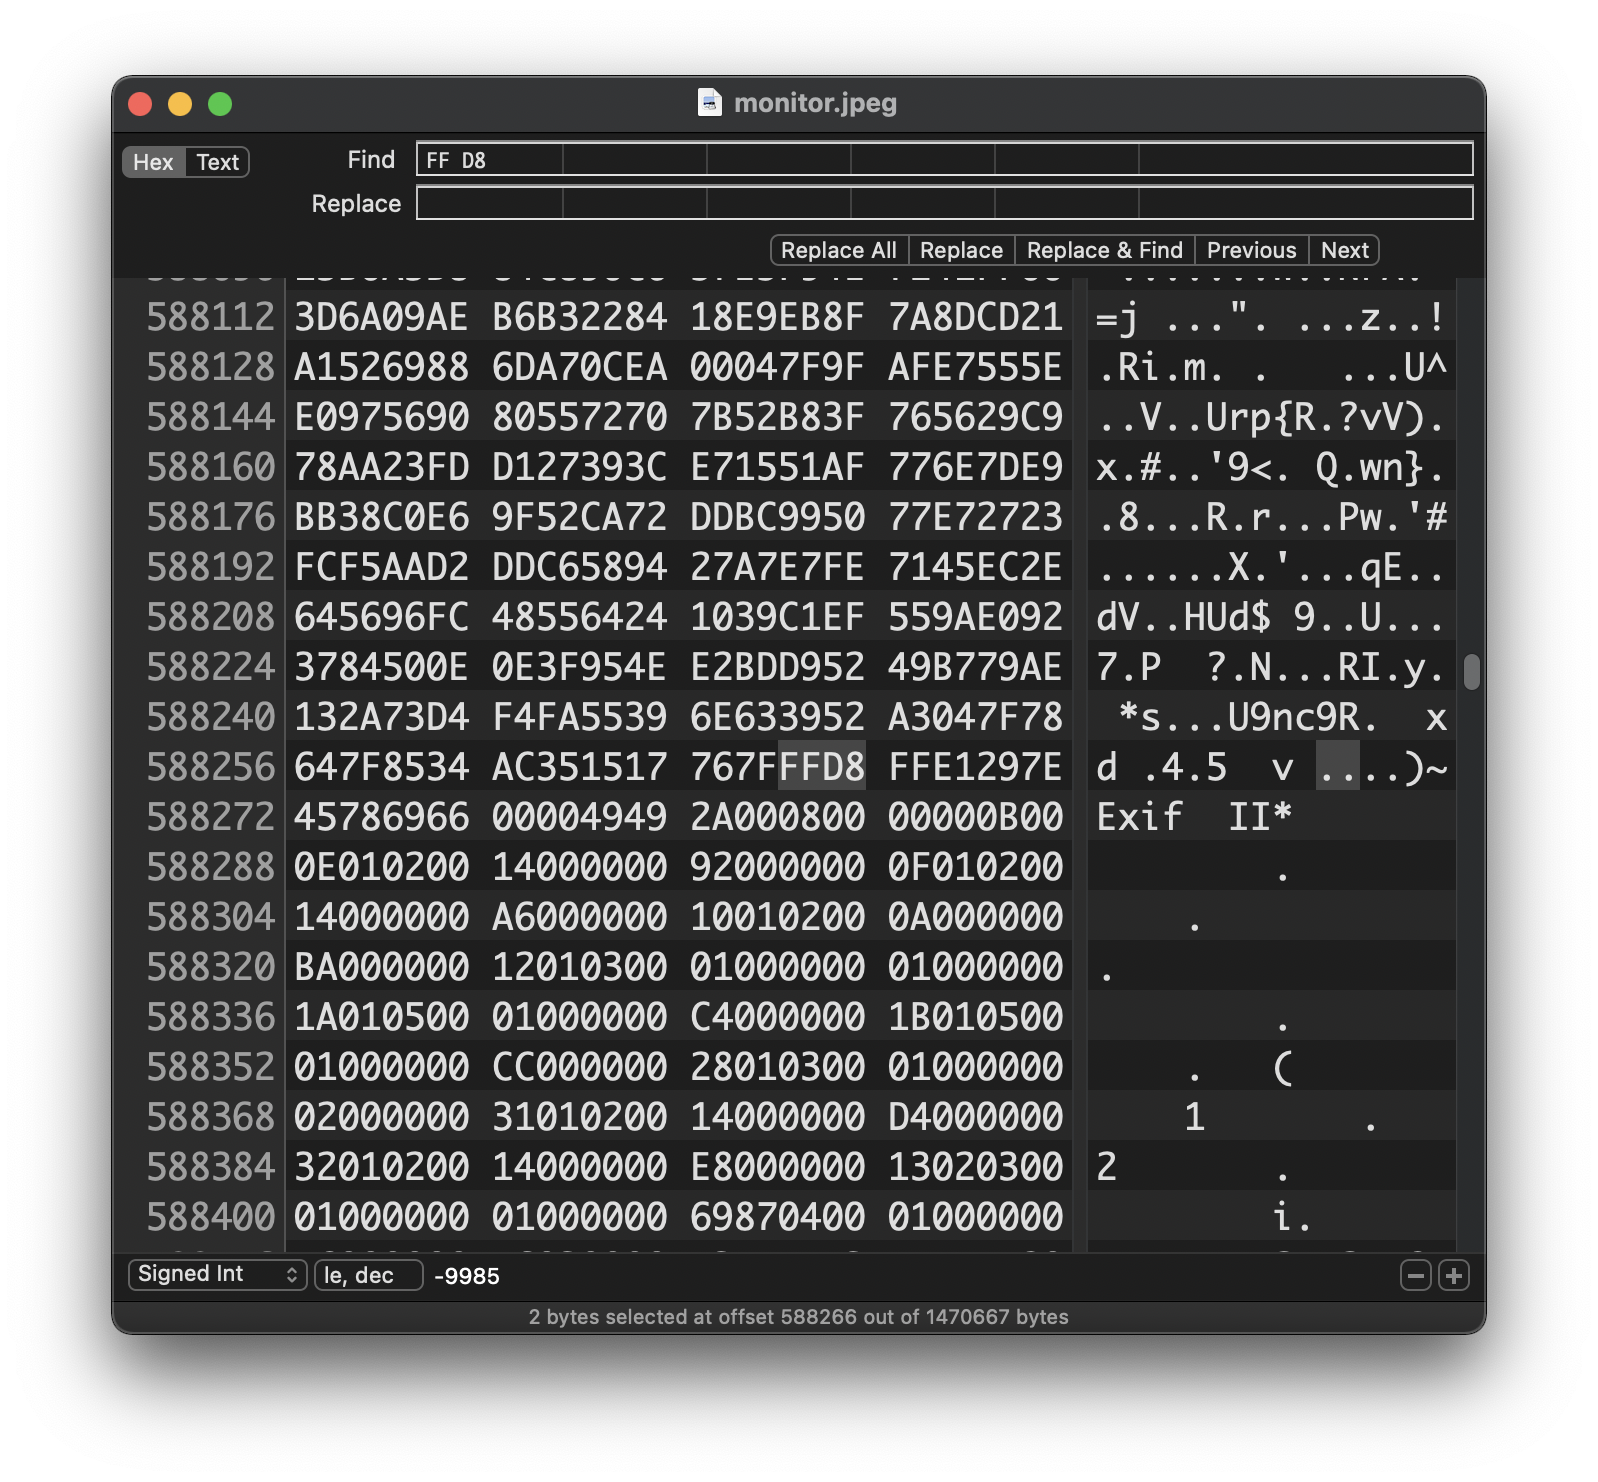 monitor.jpeg
Hex Text Find FF D8
Replace
Replace All Replace Replace & Find Previous Next
588112 3D6A09AE B6B32284 18E9EB8F 7A8DCD21 =j ...". ...z..!
588128 A1526988 6DA70CEA 00047F9F AFE7555E .Ri.m. . ...U^
588144 E0975690 80557270 7B52B83F 765629C9 ..V..Urp{R.?vV).
588160 78AA23FD D127393C E71551AF 776E7DE9 x.#..'9<. Q.wn}.
588176 BB38C0E6 9F52CA72 DDBC9950 77E72723 .8...R.r...Pw.'#
588192 FCF5AAD2 DDC65894 27A7E7FE 7145EC2E ......X.'...qE..
588208 645696FC 48556424 1039C1EF 559AE092 dV..HUd$ 9..U...
588224 3784500E 0E3F954E E2BDD952 49B779AE 7.P ?.N...RI.y.
588240 132A73D4 F4FA5539 6E633952 A3047F78 *s...U9nc9R. x
588256 647F8534 AC351517 767FFFD8 FFE1297E d .4.5 v ....)~
588272 45786966 00004949 2A000800 00000B00 Exif II*
588288 0E010200 14000000 92000000 0F010200 .
588304 14000000 A6000000 10010200 0A000000 .
588320 BA000000 12010300 01000000 01000000 .
588336 1A010500 01000000 C4000000 1B010500 .
588352 01000000 CC000000 28010300 01000000 . (
588368 02000000 31010200 14000000 D4000000 1 .
588384 32010200 14000000 E8000000 13020300 2 .
588400 01000000 01000000 69870400 01000000 i.
Signed Int le, dec -9985
2 bytes selected at offset 588266 out of 1470667 bytes